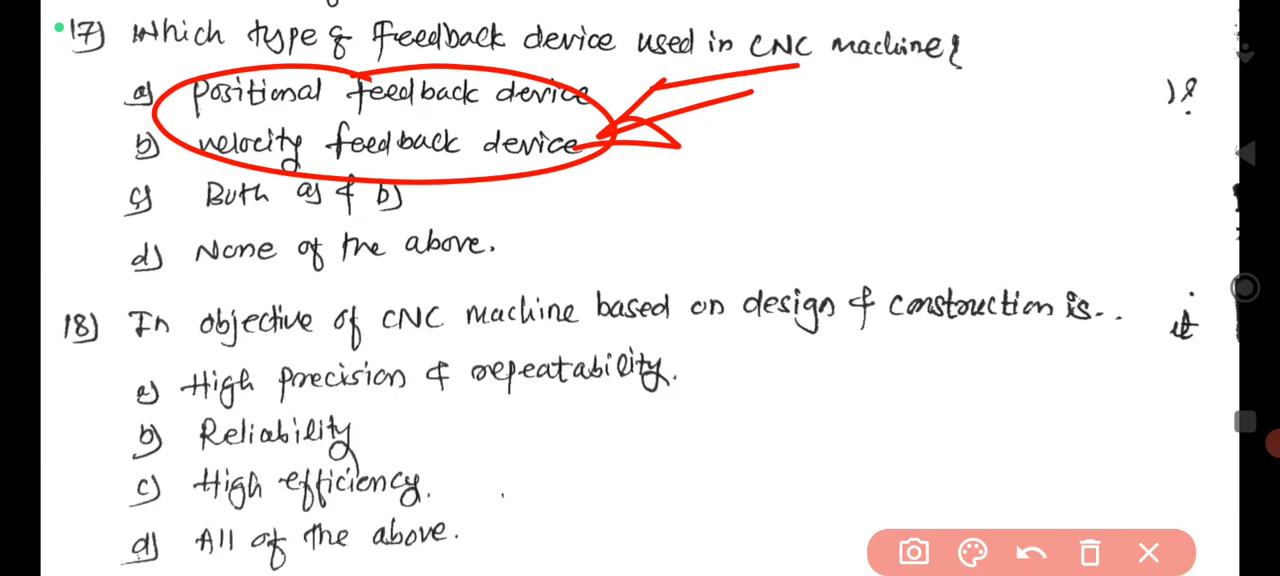 17) Which type of Feedback device used in CNC machine?
a) Positional feedback device
)?
b) velocity feedback device
c) Both a) & b)
d) None of the above.
18) In objective of CNC machine based on design & construction is..
it
a) High precision & repeatability.
b) Reliability
c) High efficiency.
d) All of the above.